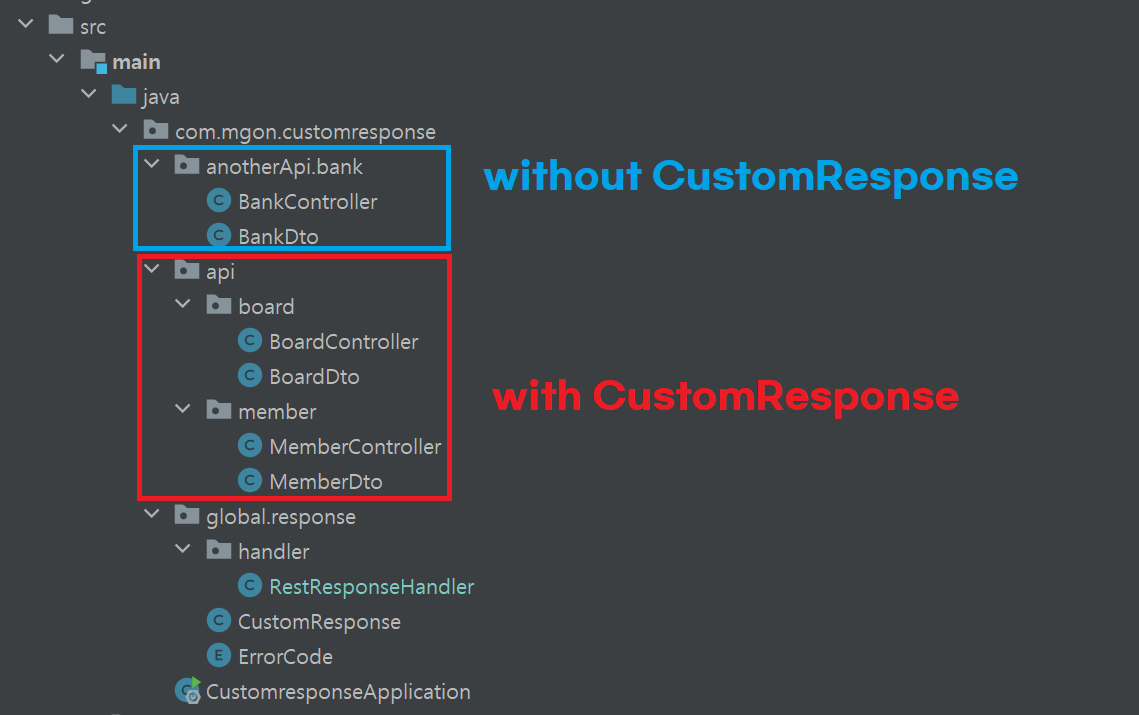 src
main
java
com.mgon.customresponse
anotherApi.bank
without CustomResponse
C BankController
C BankDto
api
board
C BoardController
C BoardDto
with CustomResponse
member
C MemberController
C MemberDto
global.response
handler
C RestResponseHandler
C CustomResponse
E ErrorCode
CustomresponseApplication